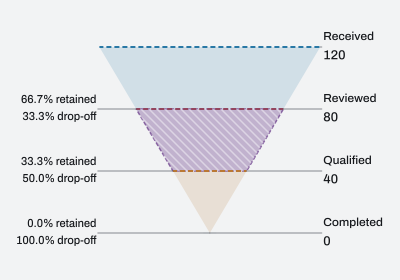 Received
120
66.7% retained
33.3% drop-off
Reviewed
80
33.3% retained
50.0% drop-off
Qualified
40
0.0% retained
100.0% drop-off
Completed
0